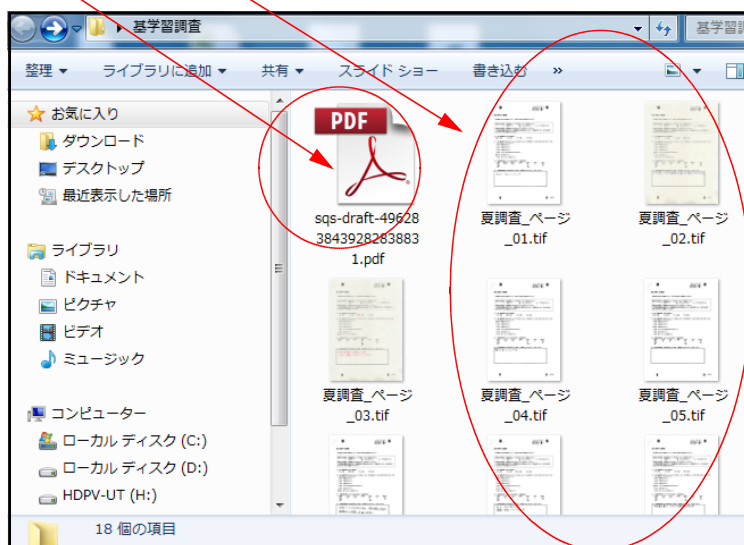 基学習調査
基学習調
整理 ライブラリに追加 共有 スライド ショー 書き込む »
お気に入り
ダウンロード
デスクトップ
最近表示した場所
ライブラリ
ドキュメント
ピクチャ
ビデオ
ミュージック
コンピューター
ローカル ディスク (C:)
ローカル ディスク (D:)
HDPV-UT (H:)
PDF
sqs-draft-49628
3843928283883
1.pdf
夏調査_ページ
_01.tif
夏調査_ページ
_02.tif
夏調査_ページ
_03.tif
夏調査_ページ
_04.tif
夏調査_ページ
_05.tif
18 個の項目